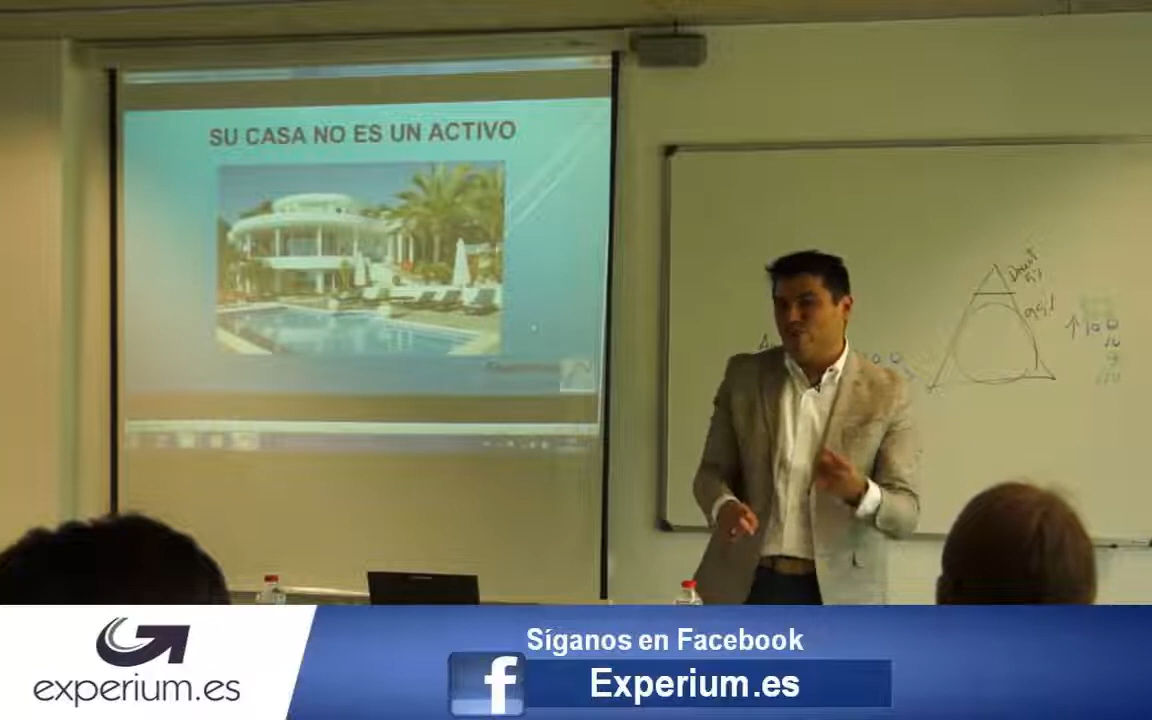 SU CASA NO ES UN ACTIVO
experium.es
Síganos en Facebook
f
Experium.es